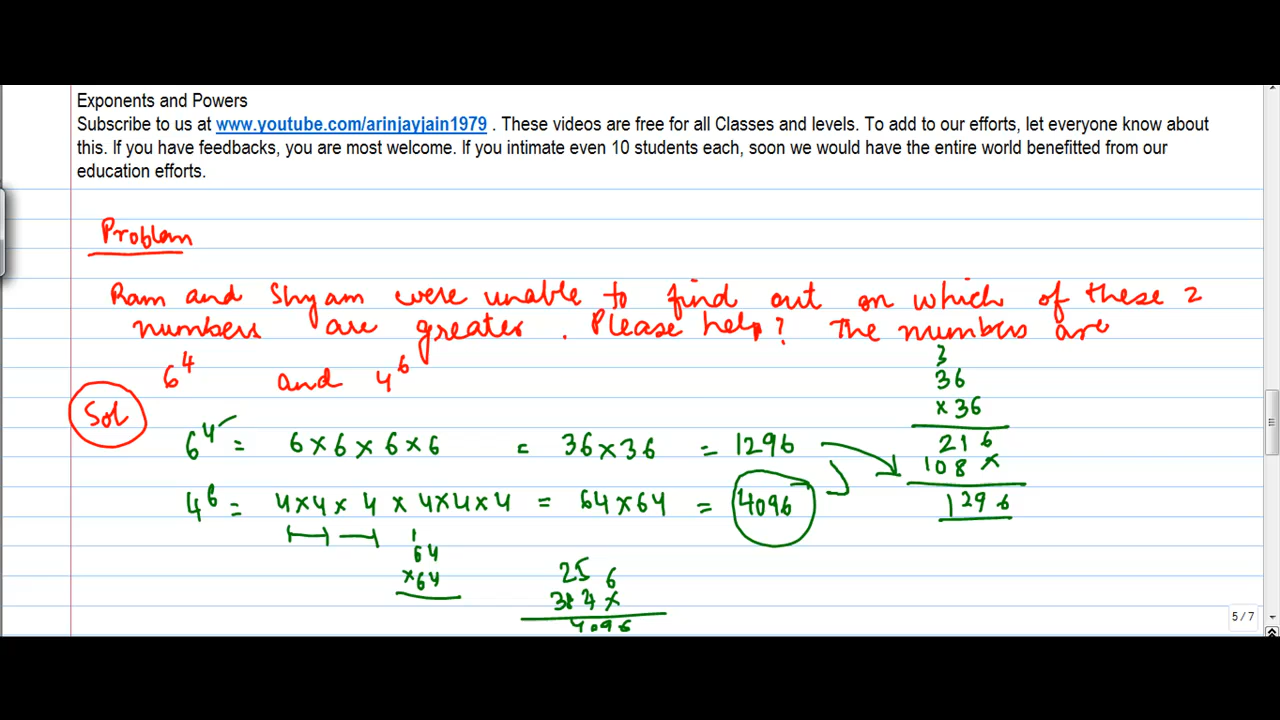 Exponents and Powers
Subscribe to us at www.youtube.com/arinjayjain1979 . These videos are free for all Classes and levels. To add to our efforts, let everyone know about
this. If you have feedbacks, you are most welcome. If you intimate even 10 students each, soon we would have the entire world benefitted from our
education efforts.
Problem
Ram and Shyam were unable to find out on which of these 2
numbers are greater. Please help? The numbers are
6^4 and 4^6
Sol
6^4 = 6 × 6 × 6 × 6 = 36 × 36 = 1296
4^6 = 4 × 4 × 4 × 4 × 4 × 4 = 64 × 64 = 4096
3
36
× 36
216
108 ×
1296
1
64
× 64
256
384 ×
4096
5 / 7